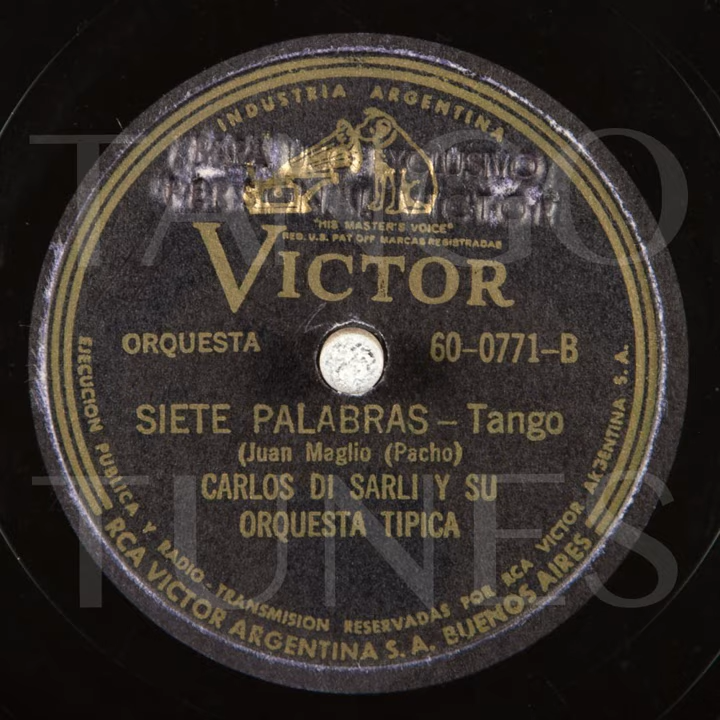 INDUSTRIA ARGENTINA
"HIS MASTER'S VOICE"
REG. U.S. PAT OFF MARCAS REGISTRADAS
VICTOR
ORQUESTA
60-0771-B
SIETE PALABRAS - Tango
(Juan Maglio (Pacho)
CARLOS DI SARLI Y SU
ORQUESTA TIPICA
EJECUCION PUBLICA Y RADIO-TRANSMISION RESERVADAS POR RCA VICTOR ARGENTINA S. A.
RCA VICTOR ARGENTINA S. A. BUENOS AIRES
TANGO
TUNES